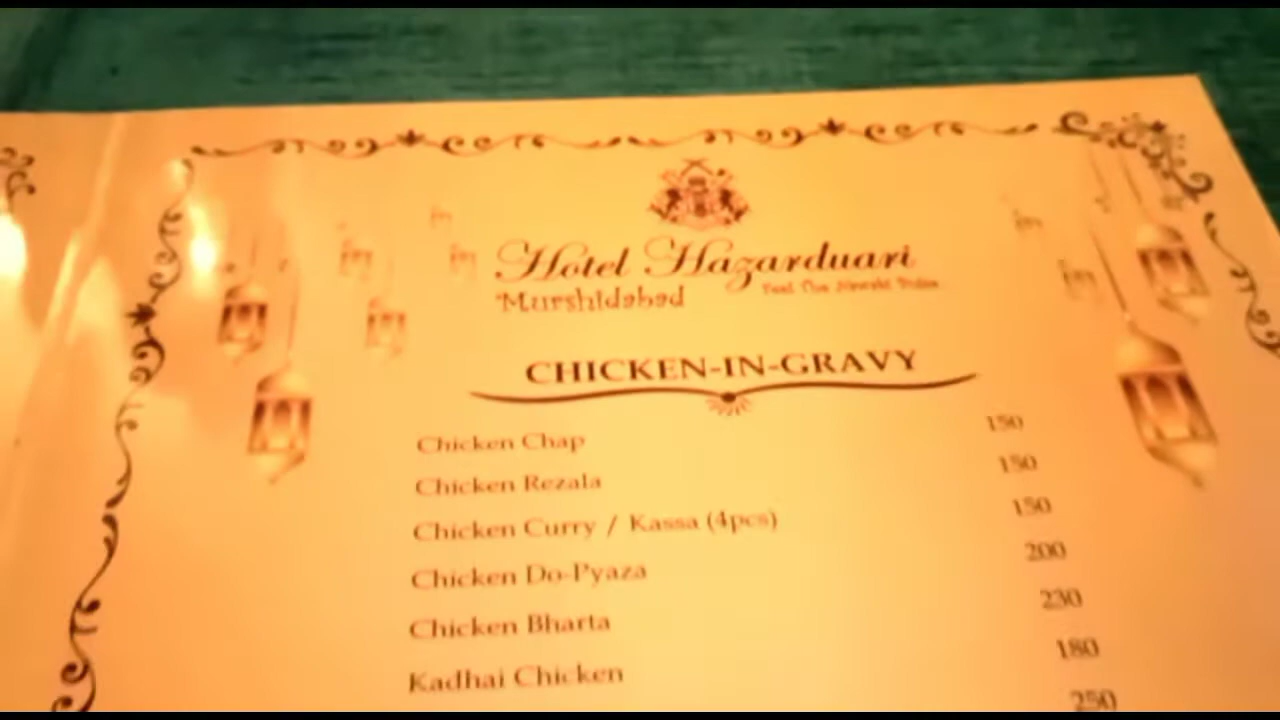 Hotel Hazarduari
Murshidabad
CHICKEN-IN-GRAVY
Chicken Chap 150
Chicken Rezala 150
Chicken Curry / Kassa (4pcs) 150
Chicken Do-Pyaza 200
Chicken Bharta 230
Kadhai Chicken 180
250